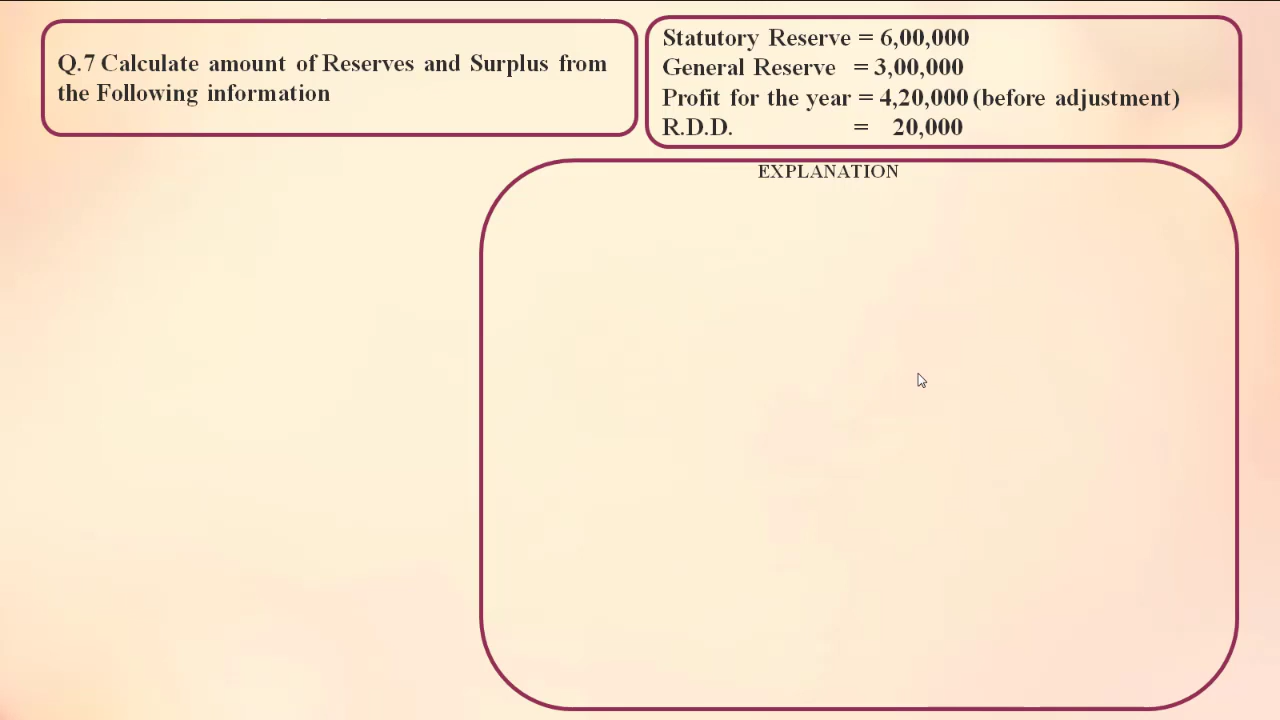 Q.7 Calculate amount of Reserves and Surplus from
the Following information
Statutory Reserve = 6,00,000
General Reserve = 3,00,000
Profit for the year = 4,20,000 (before adjustment)
R.D.D. = 20,000
EXPLANATION